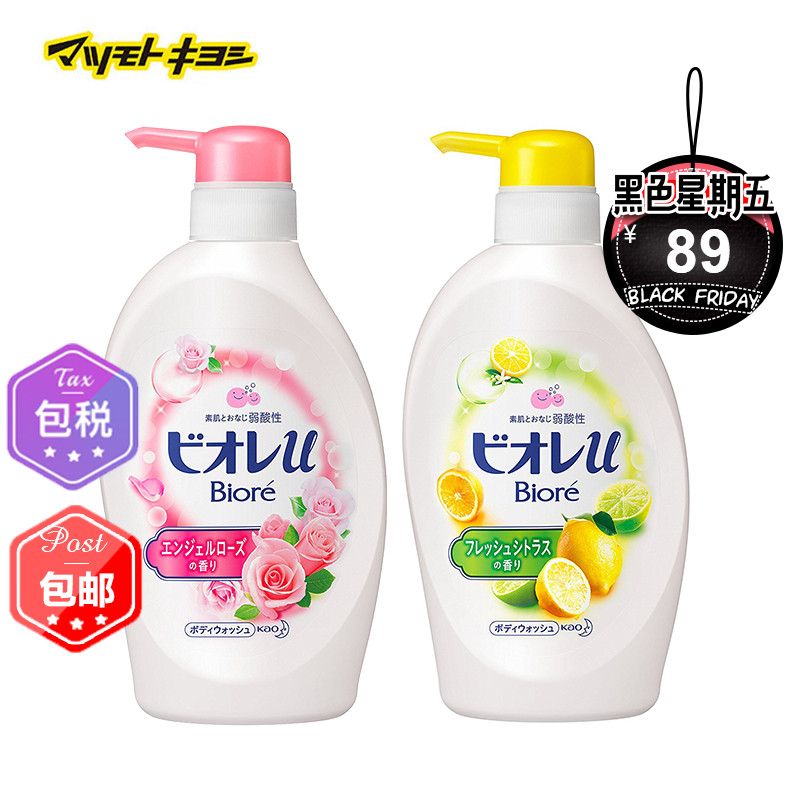 マツモトキヨシ
黑色星期五
¥
89
BLACK FRIDAY
Tax
包税
Post
包邮
素肌とおなじ弱酸性
ビオレu
Bioré
エンジェルローズ
の香り
ボディウォッシュ Kao
素肌とおなじ弱酸性
ビオレu
Bioré
フレッシュシトラス
の香り
ボディウォッシュ Kao